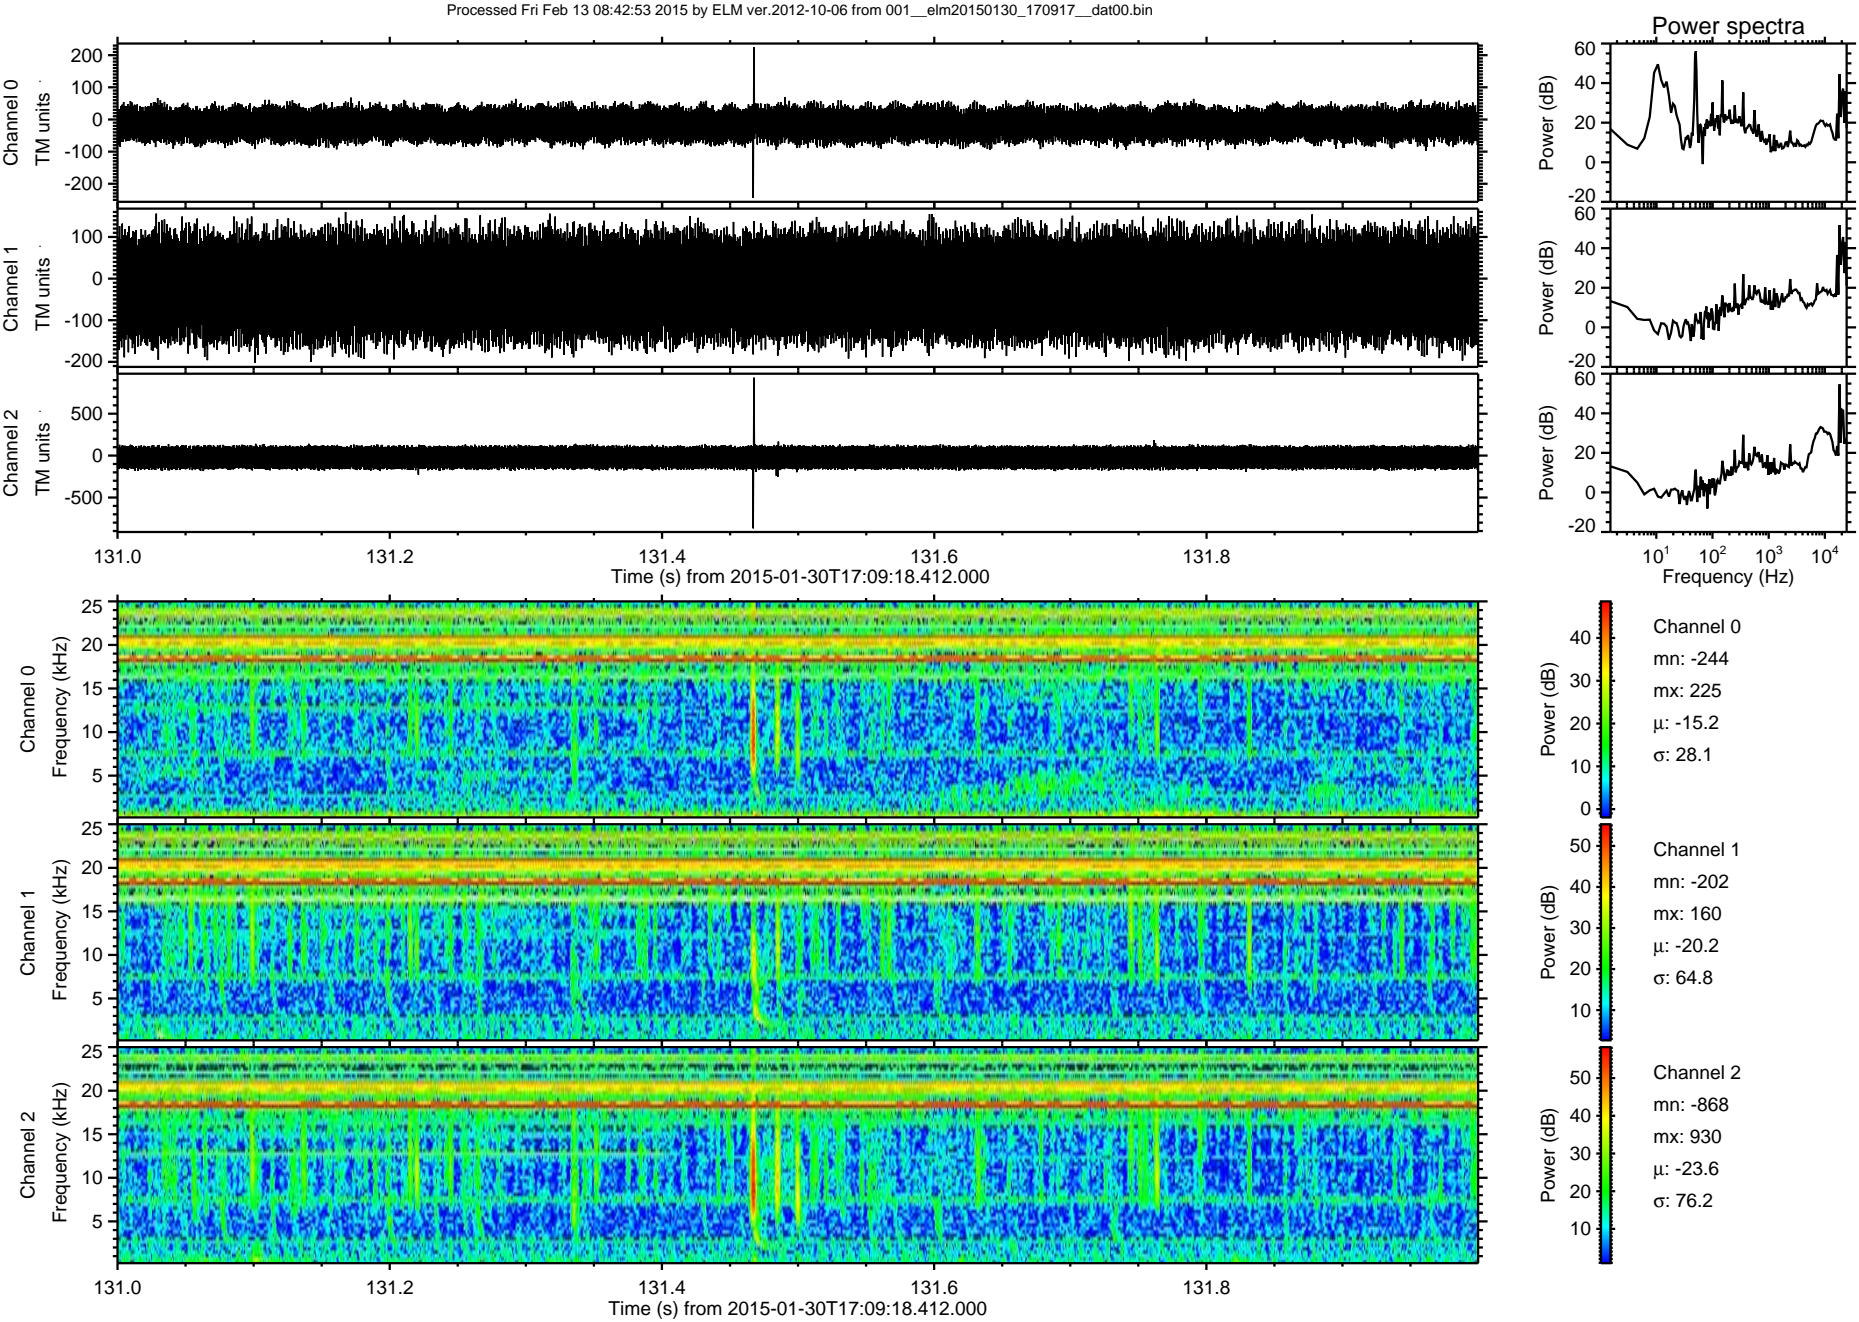 Processed Fri Feb 13 08:42:53 2015 by ELM ver.2012-10-06 from 001__elm20150130_170917__dat00.bin
Power spectra
Channel 0
TM units
200
100
0
-100
-200
Power (dB)
60
40
20
0
-20
Channel 1
TM units
100
0
-100
-200
Power (dB)
60
40
20
0
-20
Channel 2
TM units
500
0
-500
Power (dB)
60
40
20
0
-20
131.0 131.2 131.4 131.6 131.8
Time (s) from 2015-01-30T17:09:18.412.000
10¹ 10² 10³ 10⁴
Frequency (Hz)
Channel 0
Frequency (kHz)
25
20
15
10
5
Power (dB)
40
30
20
10
0
Channel 0
mn: -244
mx: 225
µ: -15.2
σ: 28.1
Channel 1
Frequency (kHz)
25
20
15
10
5
Power (dB)
50
40
30
20
10
Channel 1
mn: -202
mx: 160
µ: -20.2
σ: 64.8
Channel 2
Frequency (kHz)
25
20
15
10
5
Power (dB)
50
40
30
20
10
Channel 2
mn: -868
mx: 930
µ: -23.6
σ: 76.2
131.0 131.2 131.4 131.6 131.8
Time (s) from 2015-01-30T17:09:18.412.000